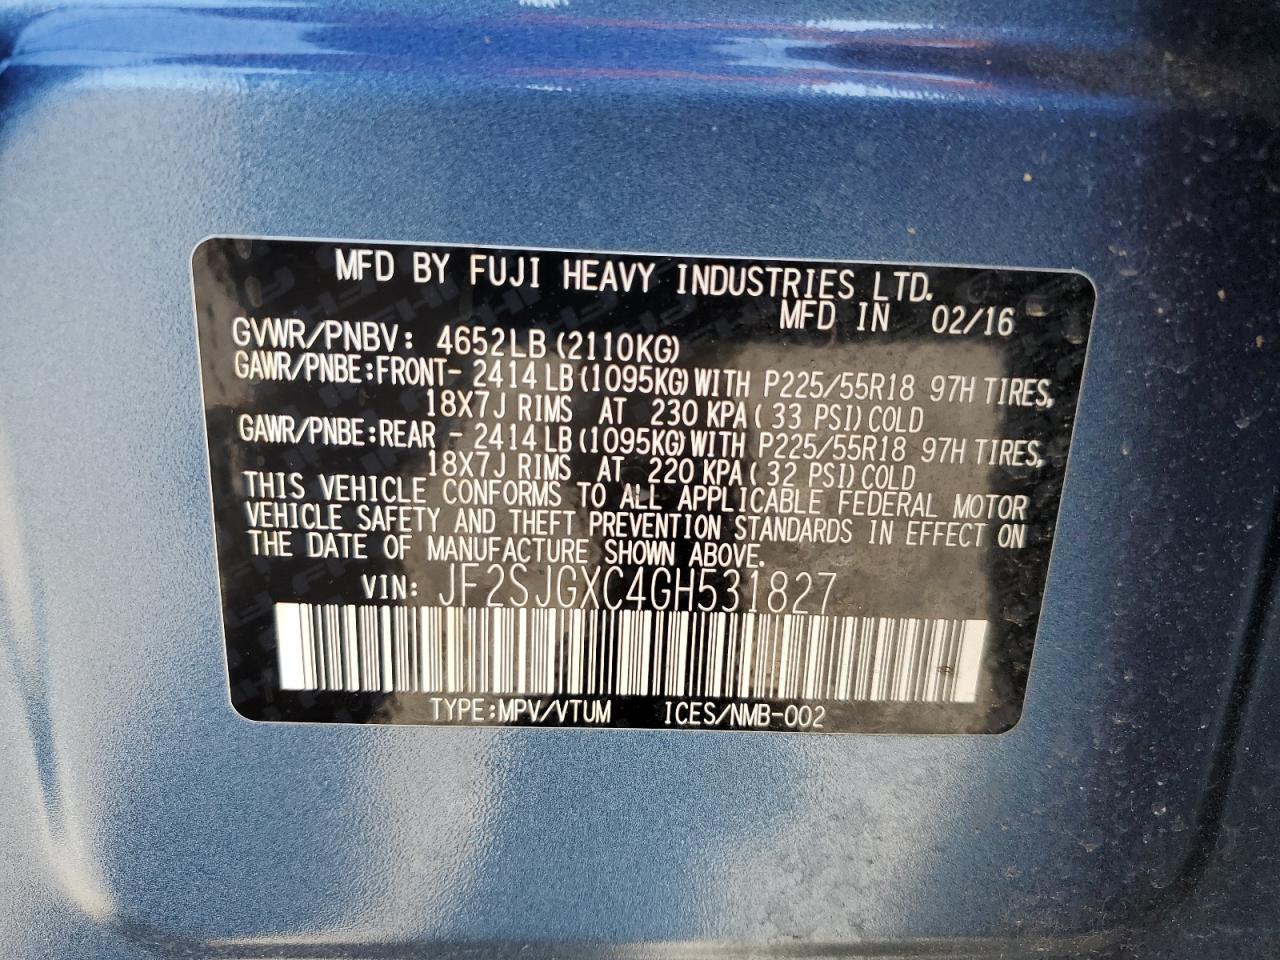 MFD BY FUJI HEAVY INDUSTRIES LTD.
MFD IN 02/16
GVWR/PNBV: 4652LB (2110KG)
GAWR/PNBE:FRONT- 2414 LB (1095KG) WITH P225/55R18 97H TIRES,
18X7J RIMS AT 230 KPA ( 33 PSI) COLD
GAWR/PNBE:REAR - 2414 LB (1095KG) WITH P225/55R18 97H TIRES,
18X7J RIMS AT 220 KPA ( 32 PSI) COLD
THIS VEHICLE CONFORMS TO ALL APPLICABLE FEDERAL MOTOR
VEHICLE SAFETY AND THEFT PREVENTION STANDARDS IN EFFECT ON
THE DATE OF MANUFACTURE SHOWN ABOVE.
VIN: JF2SJGXC4GH531827
TYPE:MPV/VTUM ICES/NMB-002